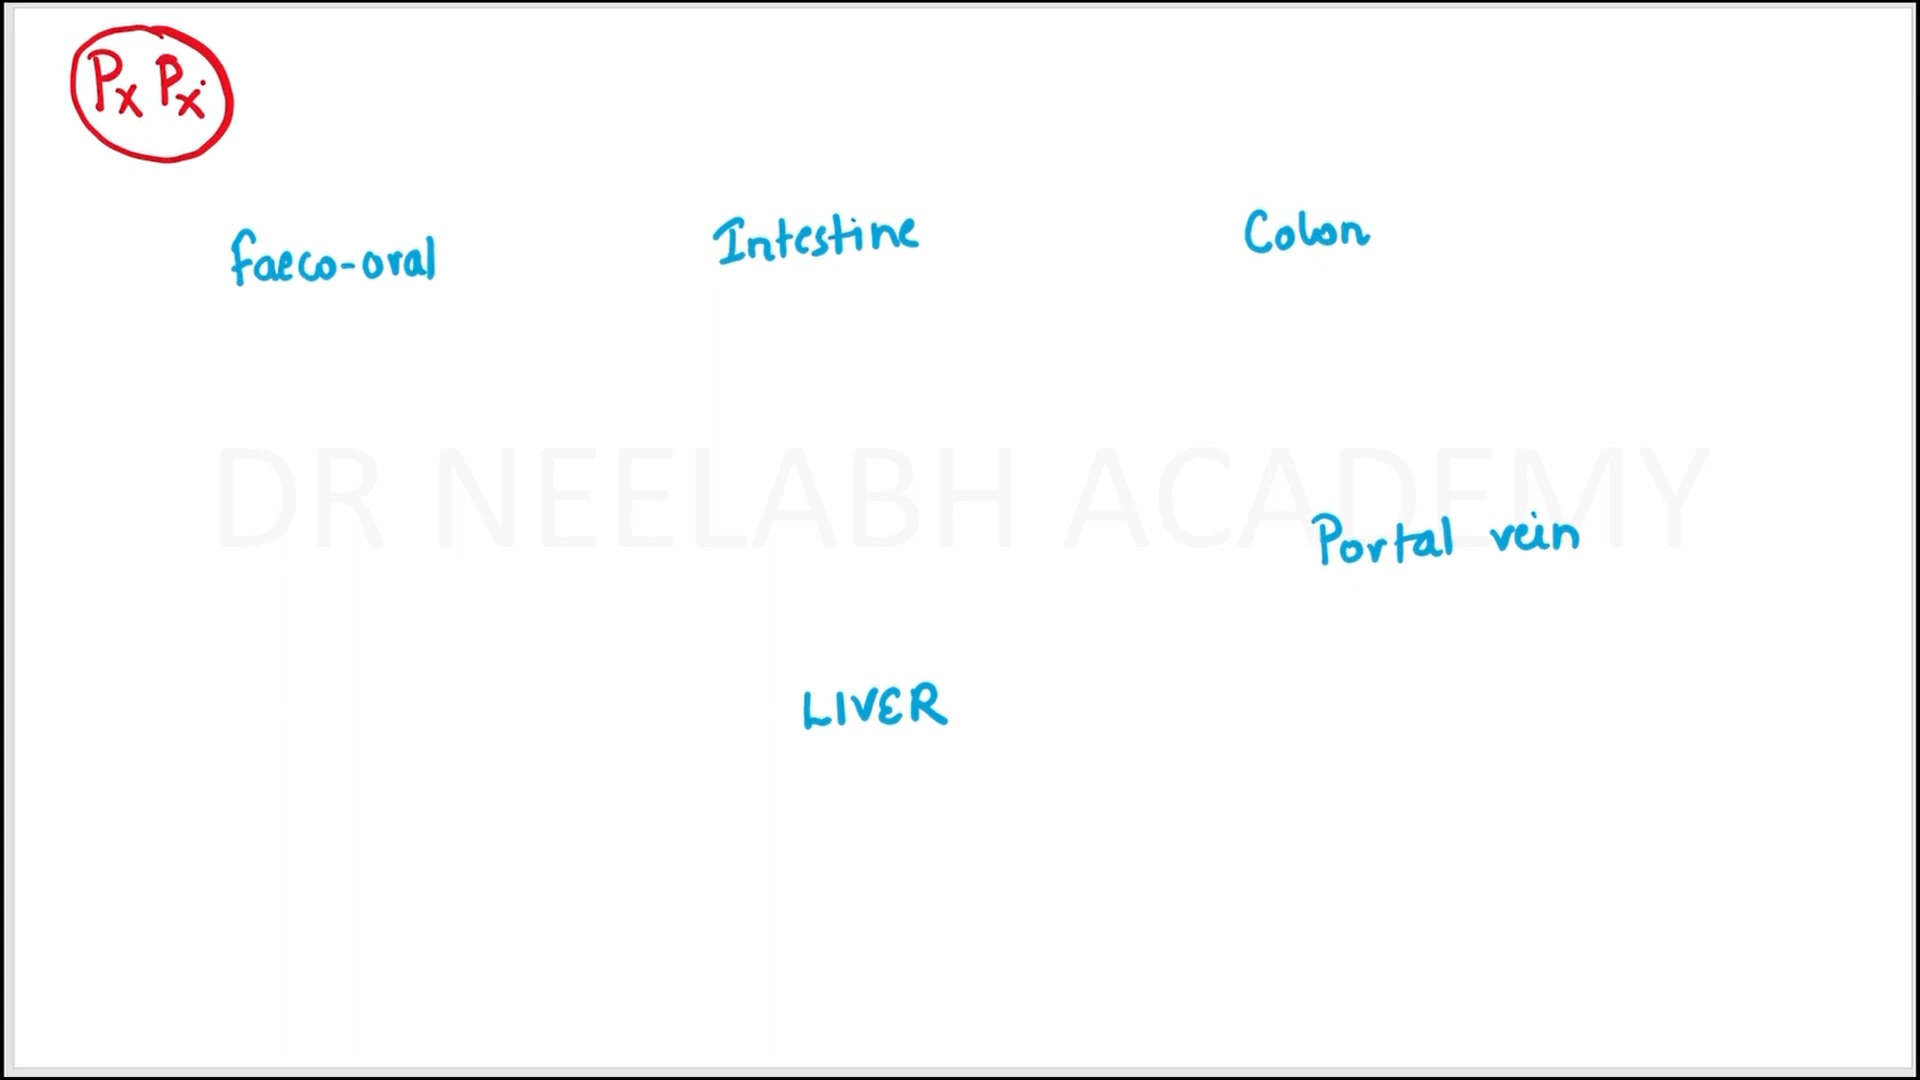 Px Px
faeco-oral Intestine Colon
DR NEELABH ACADEMY
Portal vein
LIVER